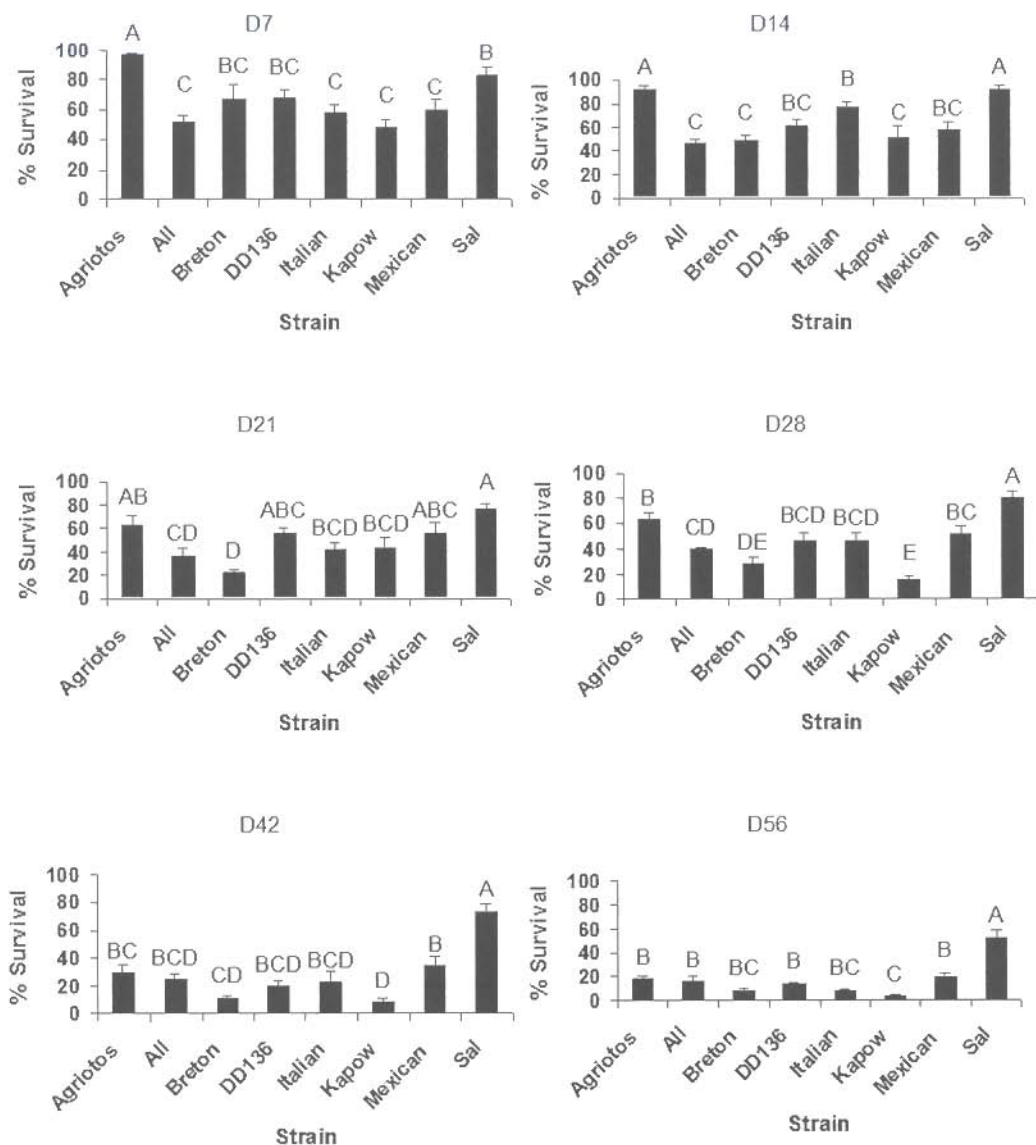 D7
A
C
BC
BC
C
C
C
B
% Survival
100
80
60
40
20
0
Agriotos
All
Breton
DD136
Italian
Kapow
Mexican
Sal
Strain
D14
A
C
C
BC
B
C
BC
A
% Survival
100
80
60
40
20
0
Agriotos
All
Breton
DD136
Italian
Kapow
Mexican
Sal
Strain
D21
AB
CD
D
ABC
BCD
BCD
ABC
A
% Survival
100
80
60
40
20
0
Agriotos
All
Breton
DD136
Italian
Kapow
Mexican
Sal
Strain
D28
B
CD
DE
BCD
BCD
E
BC
A
% Survival
100
80
60
40
20
0
Agriotos
All
Breton
DD136
Italian
Kapow
Mexican
Sal
Strain
D42
BC
BCD
CD
BCD
BCD
D
B
A
% Survival
100
80
60
40
20
0
Agriotos
All
Breton
DD136
Italian
Kapow
Mexican
Sal
Strain
D56
B
B
BC
B
BC
C
B
A
% Survival
100
80
60
40
20
0
Agriotos
All
Breton
DD136
Italian
Kapow
Mexican
Sal
Strain